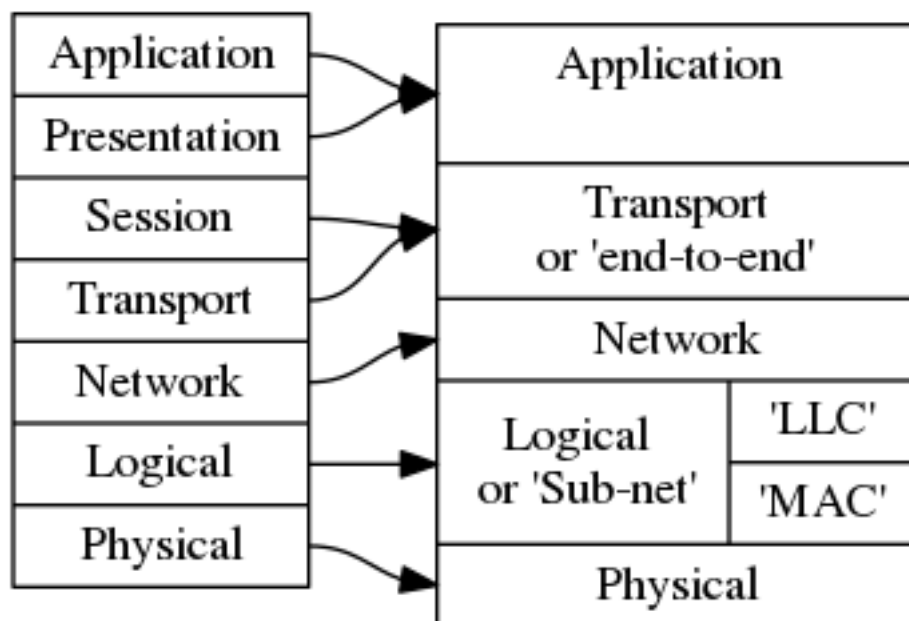 Application
Presentation
Session
Transport
Network
Logical
Physical
Application
Transport
or 'end-to-end'
Network
Logical
or 'Sub-net'
'LLC'
'MAC'
Physical